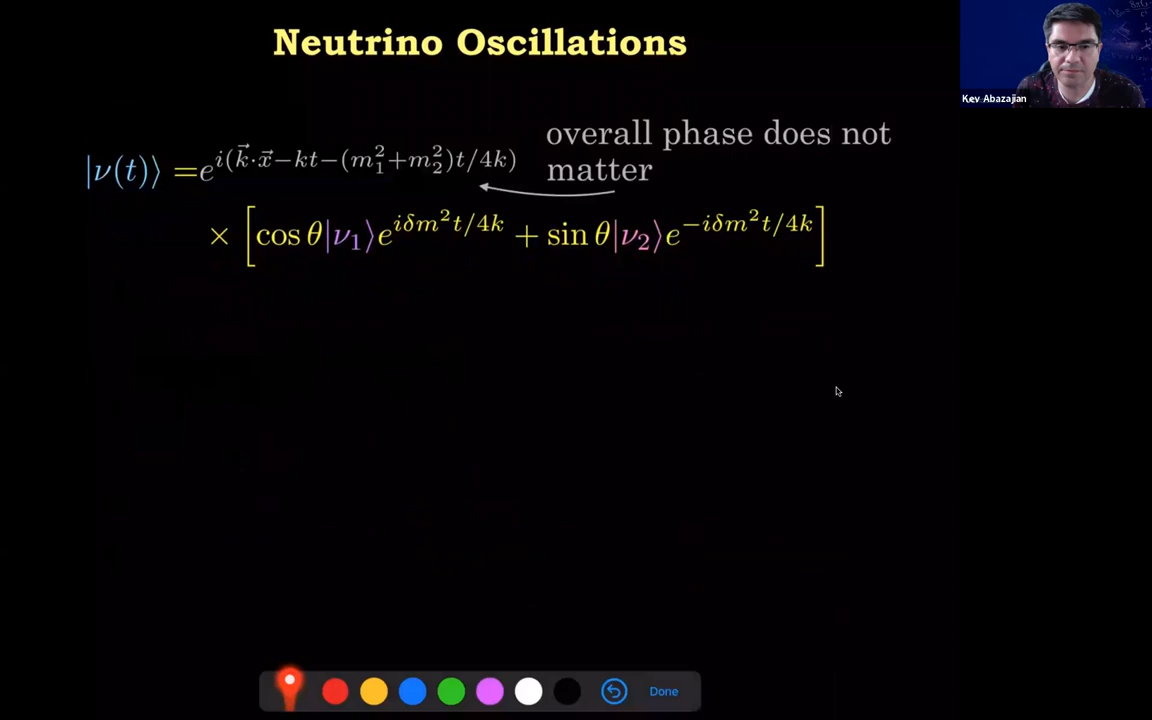 Neutrino Oscillations
Kev Abazajian
overall phase does not
matter
|ν(t)⟩ = e^{i(\vec{k}·\vec{x}−kt−(m_1^2+m_2^2)t/4k)}
× [cos θ|ν_1⟩e^{iδm^2t/4k} + sin θ|ν_2⟩e^{−iδm^2t/4k}]
Done